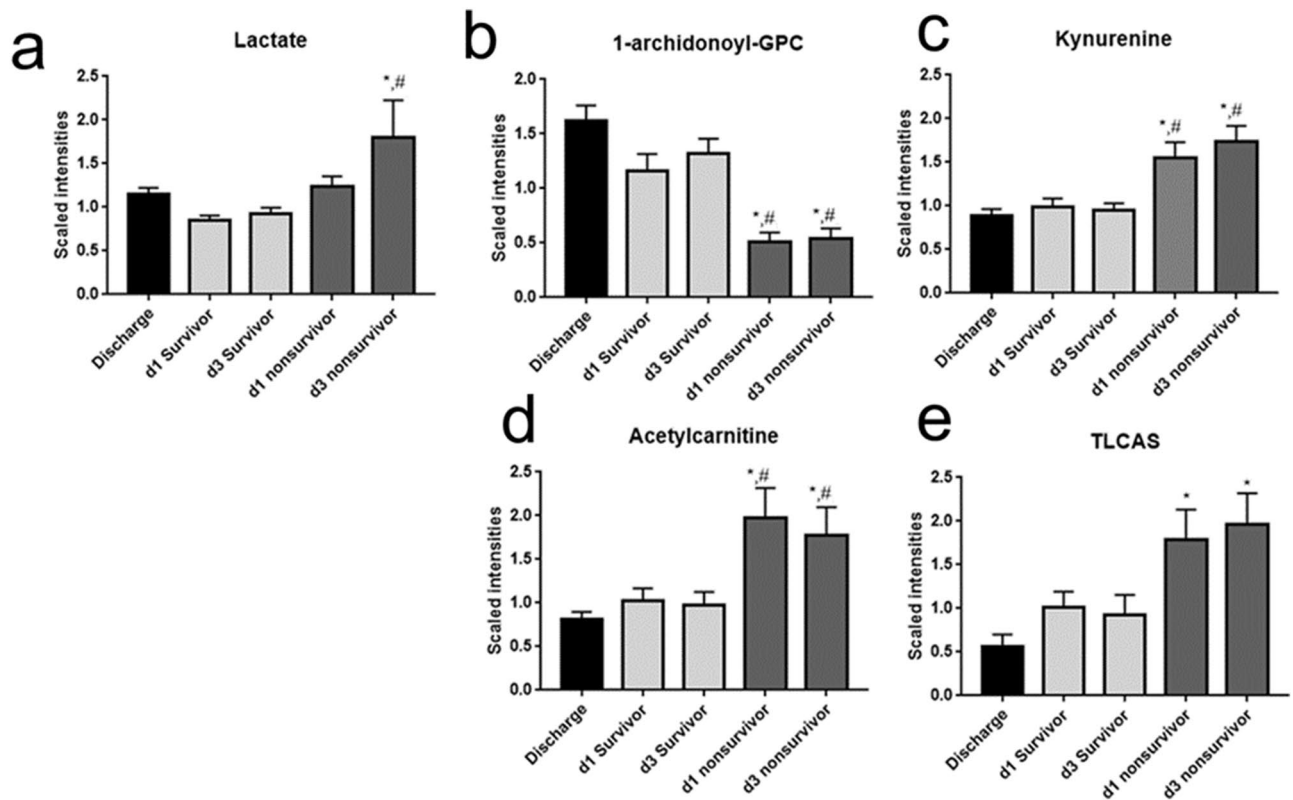 a
Lactate
Scaled intensities
2.5
2.0
1.5
1.0
0.5
0.0
*,#
Discharge
d1 Survivor
d3 Survivor
d1 nonsurvivor
d3 nonsurvivor
b
1-archidonoyl-GPC
Scaled intensities
2.0
1.5
1.0
0.5
0.0
*,#
*,#
Discharge
d1 Survivor
d3 Survivor
d1 nonsurvivor
d3 nonsurvivor
c
Kynurenine
Scaled intensities
2.5
2.0
1.5
1.0
0.5
0.0
*,#
*,#
Discharge
d1 Survivor
d3 Survivor
d1 nonsurvivor
d3 nonsurvivor
d
Acetylcarnitine
Scaled intensities
2.5
2.0
1.5
1.0
0.5
0.0
*,#
*,#
Discharge
d1 Survivor
d3 Survivor
d1 nonsurvivor
d3 nonsurvivor
e
TLCAS
Scaled intensities
2.5
2.0
1.5
1.0
0.5
0.0
*
*
Discharge
d1 Survivor
d3 Survivor
d1 nonsurvivor
d3 nonsurvivor